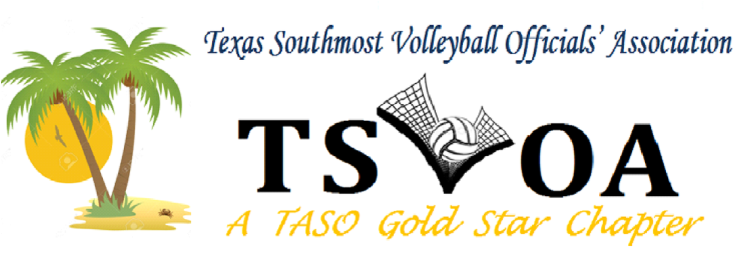 Texas Southmost Volleyball Officials' Association
TSVOA
A TASO Gold Star Chapter